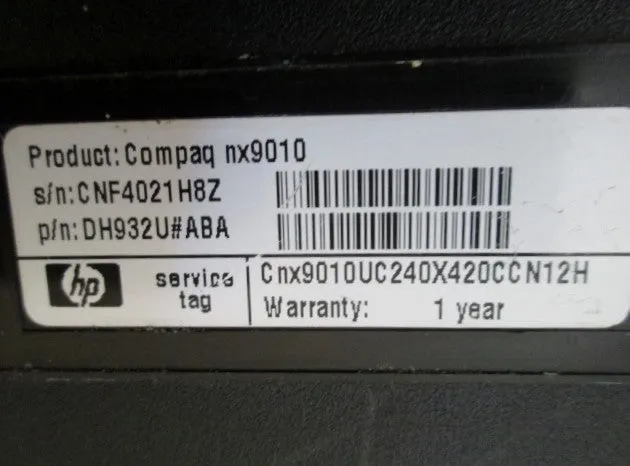 Product: Compaq nx9010
s/n: CNF4021H8Z
p/n: DH932U#ABA
hp
service tag
Cnx9010UC240X420CCN12H
Warranty: 1 year